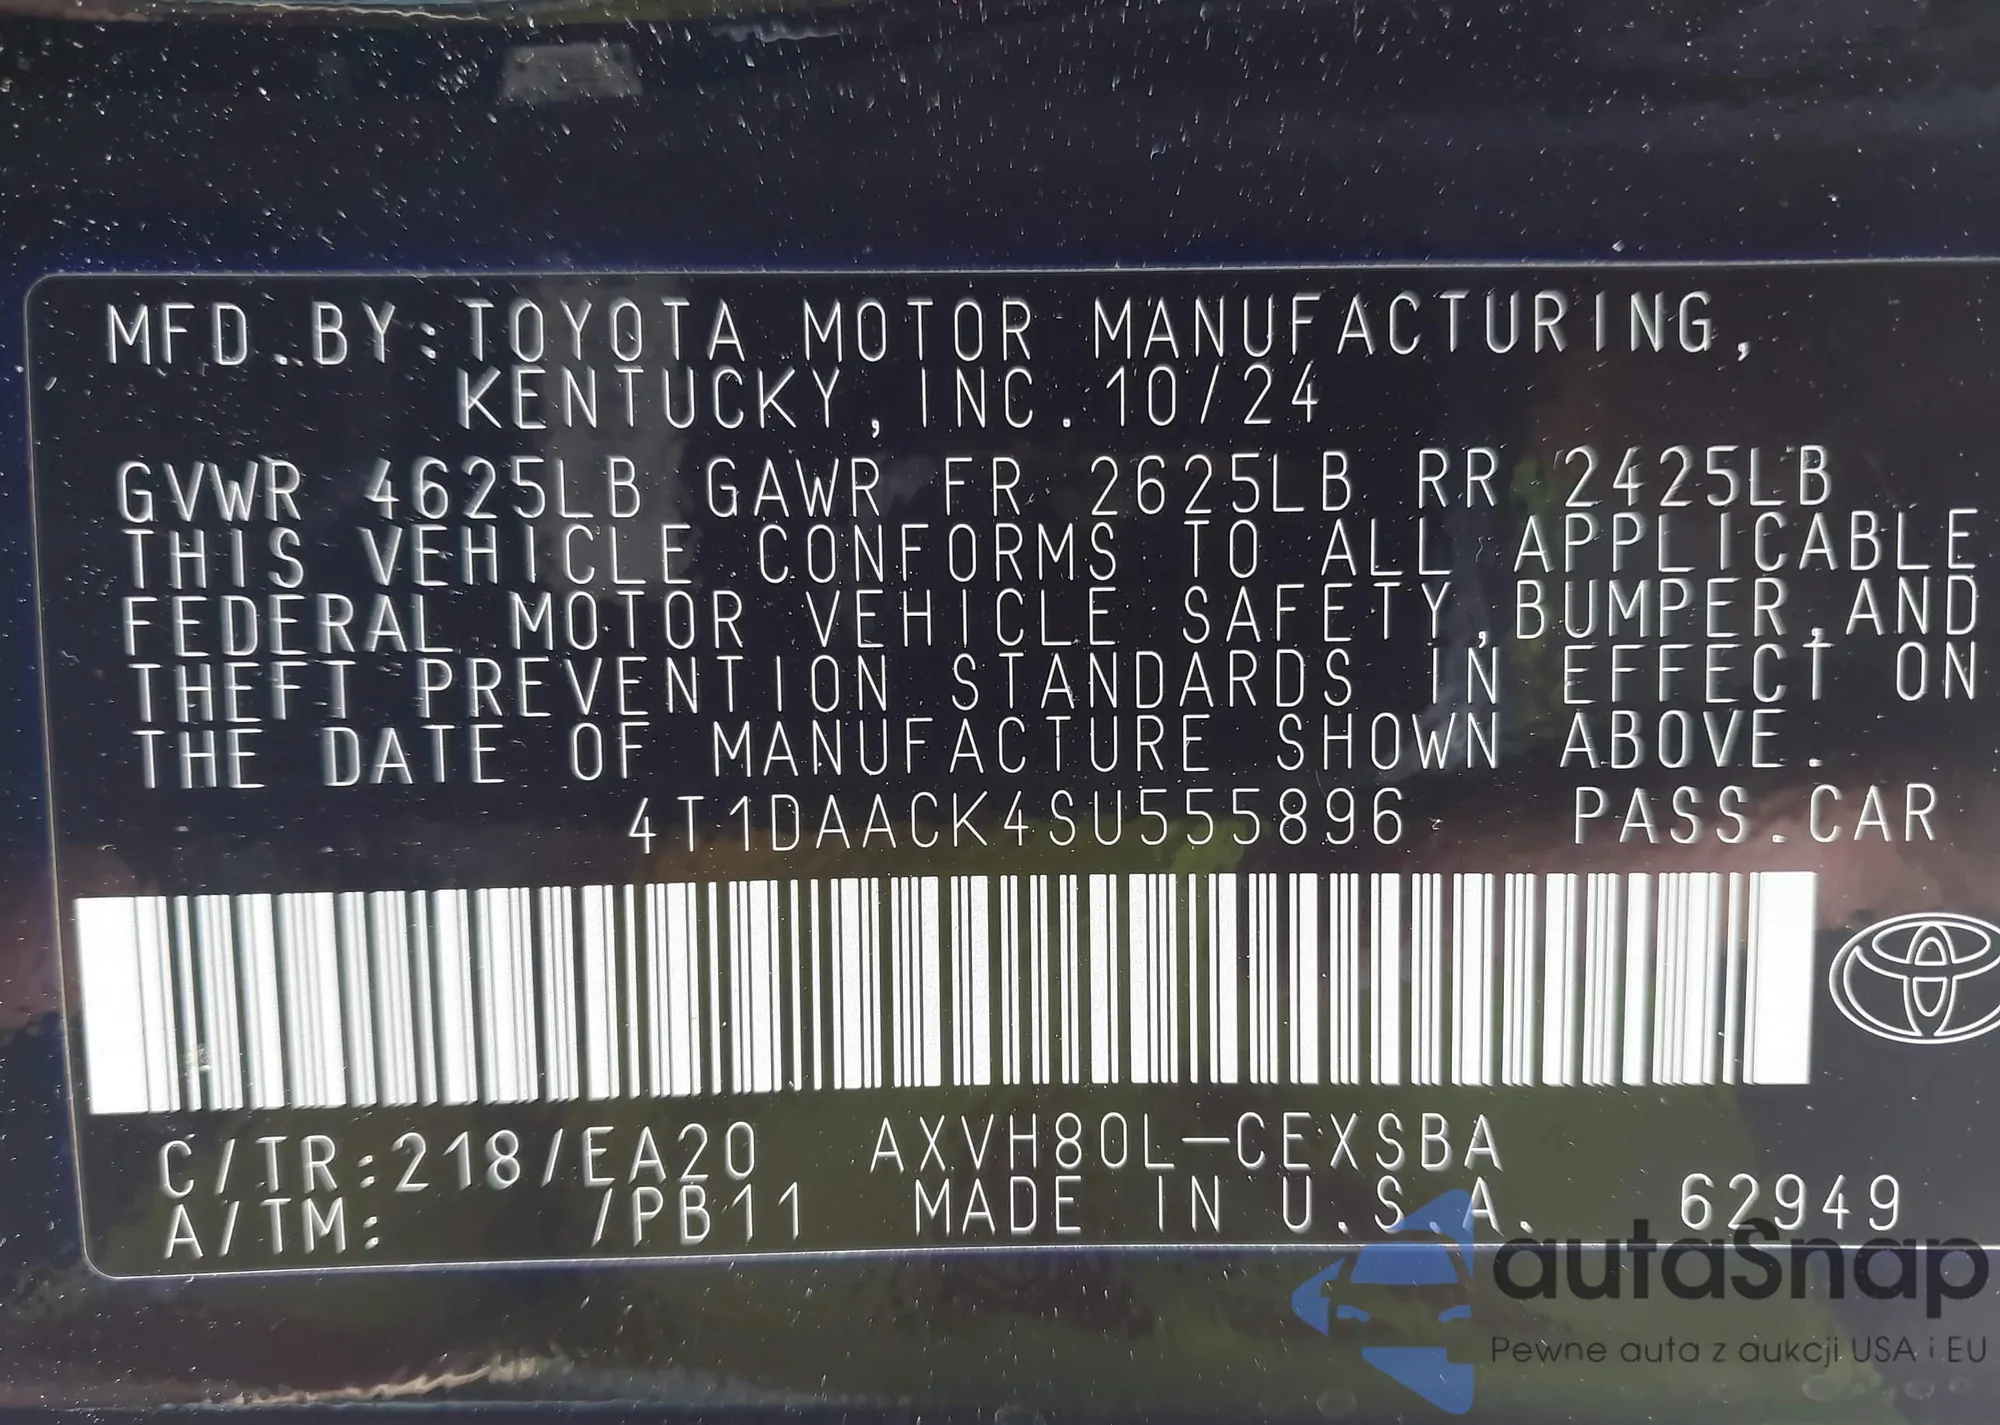 MFD. BY:TOYOTA MOTOR MANUFACTURING,
KENTUCKY, INC. 10/24
GVWR 4625LB GAWR FR 2625LB RR 2425LB
THIS VEHICLE CONFORMS TO ALL APPLICABLE
FEDERAL MOTOR VEHICLE SAFETY,BUMPER,AND
THEFT PREVENTION STANDARDS IN EFFECT ON
THE DATE OF MANUFACTURE SHOWN ABOVE.
4T1DAACK4SU555896 PASS.CAR
C/TR:218/EA20 AXVH80L-CEXSBA
A/TM: /PB11 MADE IN U.S.A. 62949
autaSnap
Pewne auta z aukcji USA i EU